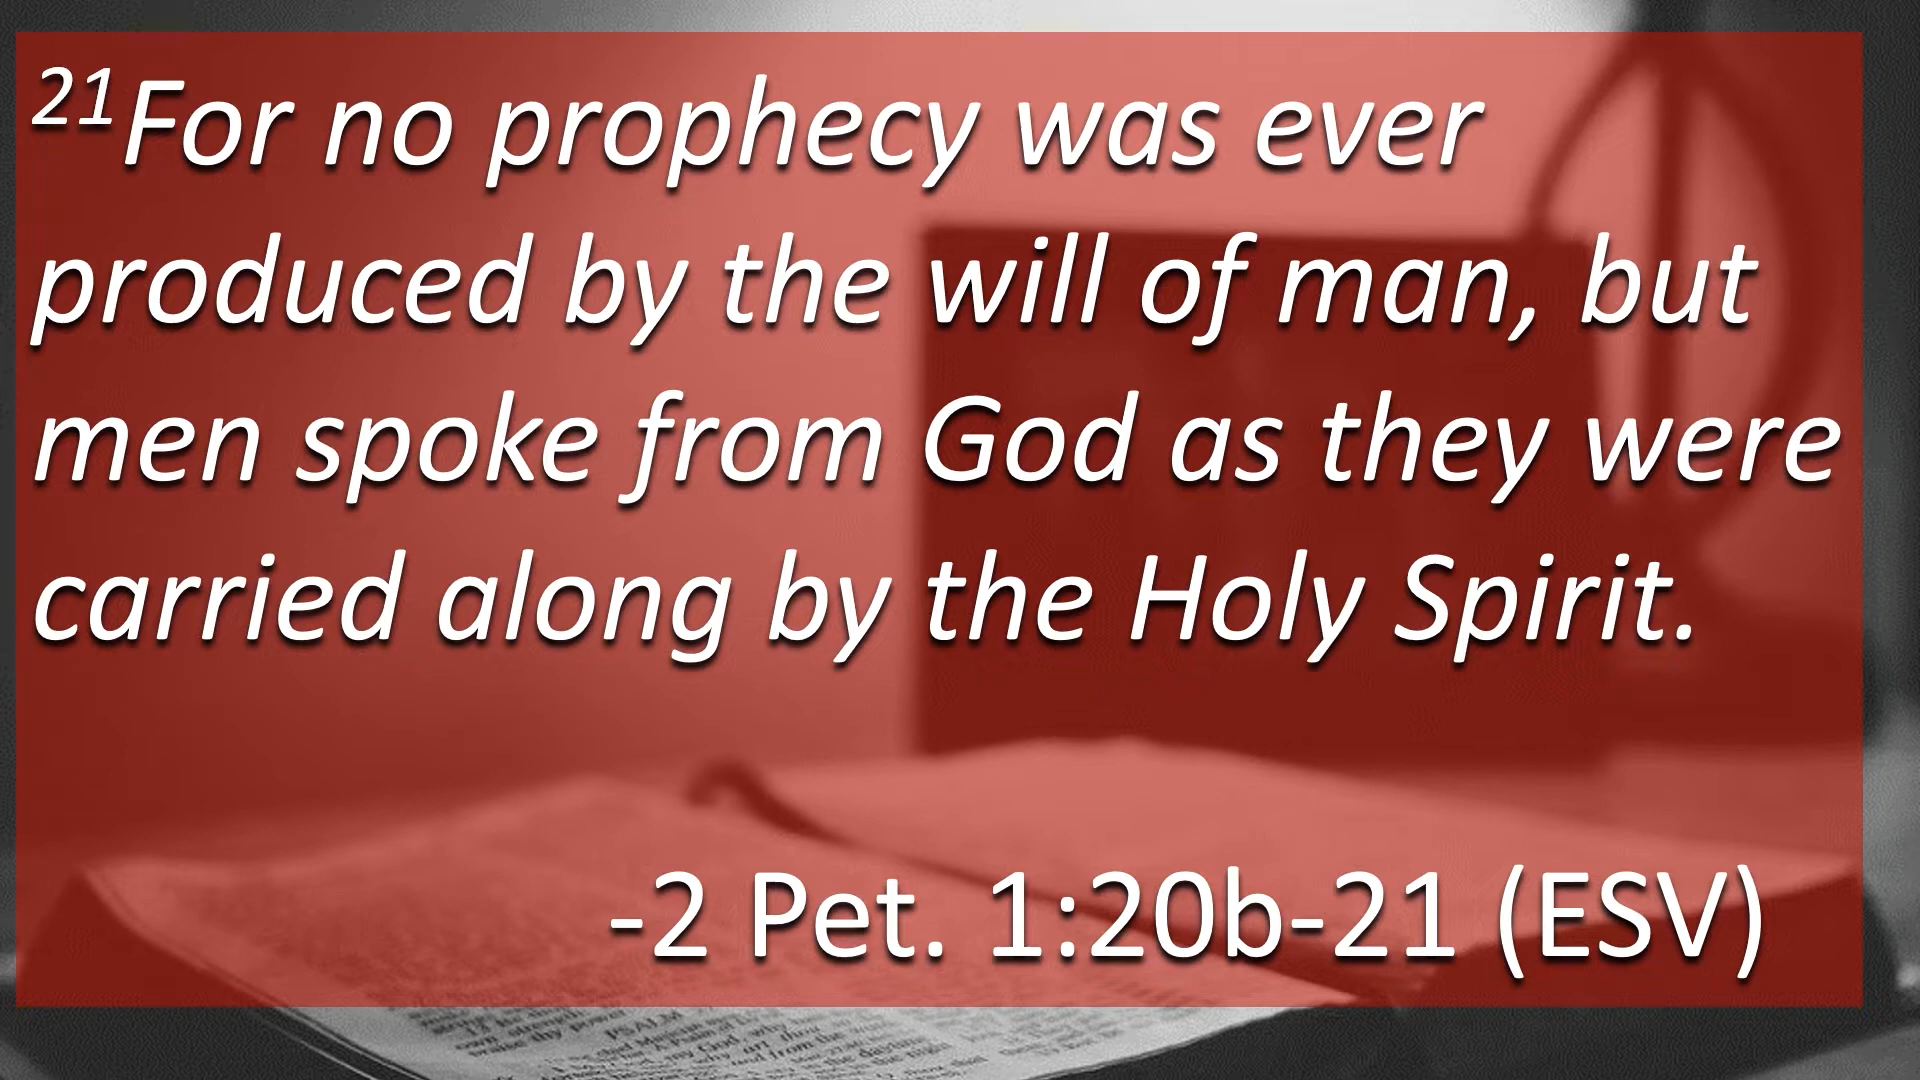 21For no prophecy was ever
produced by the will of man, but
men spoke from God as they were
carried along by the Holy Spirit.
-2 Pet. 1:20b-21 (ESV)
PSALM